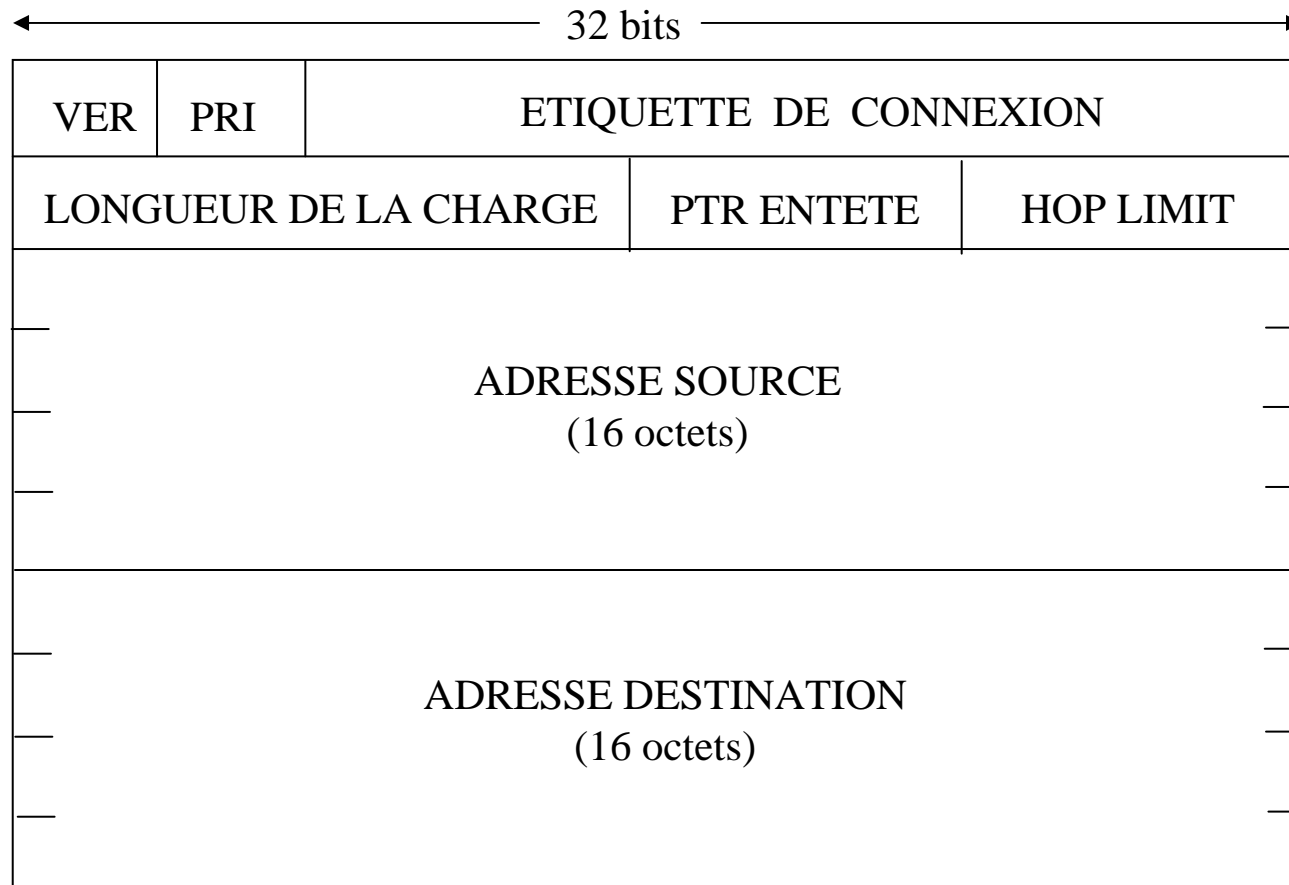 32 bits
VER PRI ETIQUETTE DE CONNEXION
LONGUEUR DE LA CHARGE PTR ENTETE HOP LIMIT
ADRESSE SOURCE
(16 octets)
ADRESSE DESTINATION
(16 octets)